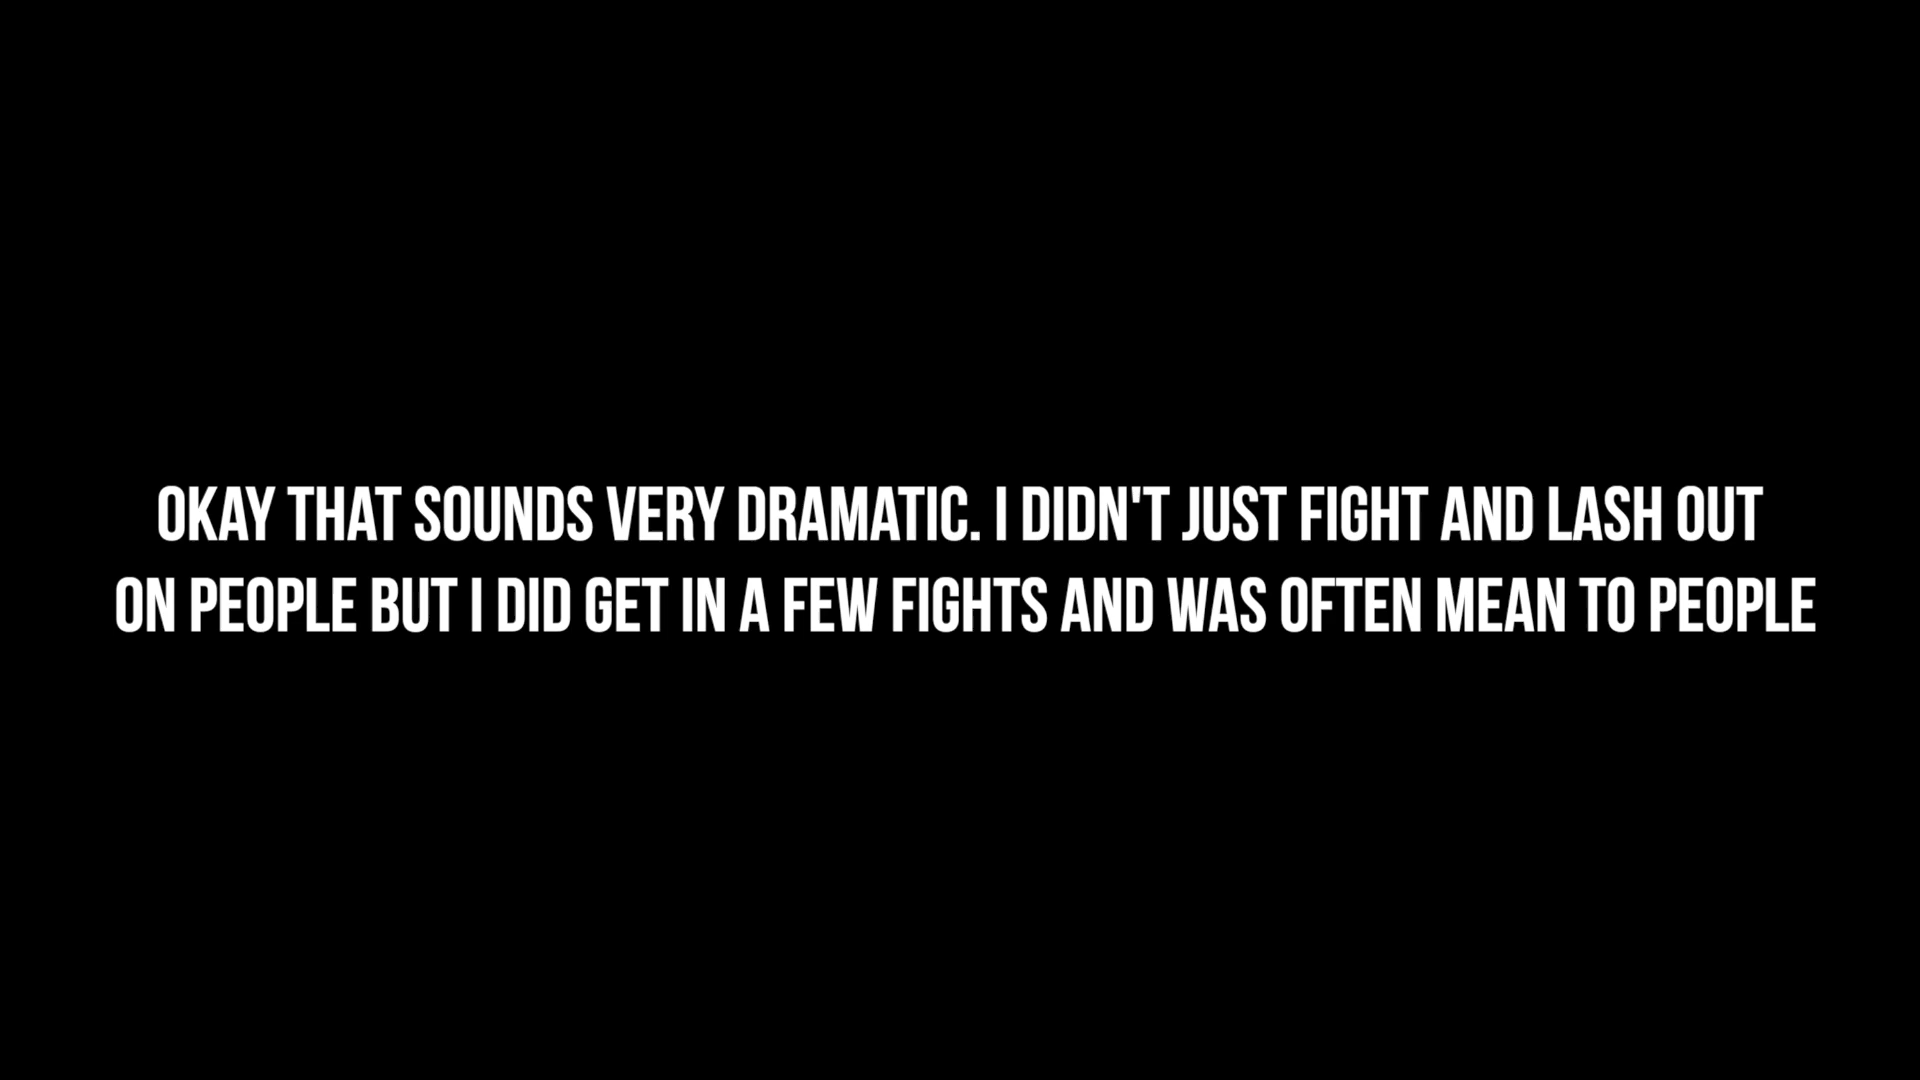 OKAY THAT SOUNDS VERY DRAMATIC. I DIDN'T JUST FIGHT AND LASH OUT
ON PEOPLE BUT I DID GET IN A FEW FIGHTS AND WAS OFTEN MEAN TO PEOPLE